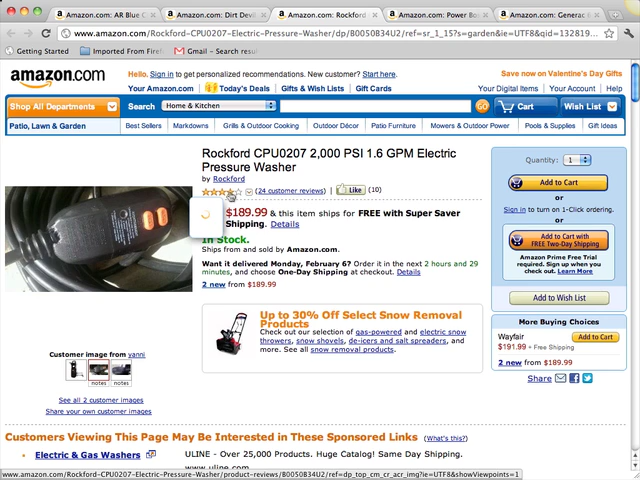 Amazon.com: AR Blue C
Amazon.com: Dirt Devil
Amazon.com: Rockford
Amazon.com: Power Bo
Amazon.com: Generac 6
www.amazon.com/Rockford-CPU0207-Electric-Pressure-Washer/dp/B0050B34U2/ref=sr_1_15?s=garden&ie=UTF8&qid=132819...
Getting Started
Imported From Firef
Gmail - Search resul
amazon.com
Hello. Sign in to get personalized recommendations. New customer? Start here.
Save now on Valentine's Day Gifts
Your Amazon.com
Today's Deals
Gifts & Wish Lists
Gift Cards
Your Digital Items
Your Account
Help
Shop All Departments
Search
Home & Kitchen
GO
Cart
Wish List
Patio, Lawn & Garden
Best Sellers
Markdowns
Grills & Outdoor Cooking
Outdoor Décor
Patio Furniture
Mowers & Outdoor Power
Pools & Supplies
Gift Ideas
Rockford CPU0207 2,000 PSI 1.6 GPM Electric
Pressure Washer
by Rockford
(24 customer reviews) | Like (10)
$189.99 & this item ships for FREE with Super Saver
Shipping. Details
In Stock.
Ships from and sold by Amazon.com.
Want it delivered Monday, February 6? Order it in the next 2 hours and 29
minutes, and choose One-Day Shipping at checkout. Details
2 new from $189.99
Up to 30% Off Select Snow Removal
Products
Check out our selection of gas-powered and electric snow
throwers, snow shovels, de-icers and salt spreaders, and
more. See all snow removal products.
Quantity: 1
Add to Cart
or
Sign in to turn on 1-Click ordering.
or
Add to Cart with
FREE Two-Day Shipping
Amazon Prime Free Trial
required. Sign up when you
check out. Learn More
Add to Wish List
More Buying Choices
Wayfair
$191.99 + Free Shipping
Add to Cart
2 new from $189.99
Share
Customer image from yanni
notes
notes
See all 2 customer images
Share your own customer images
Customers Viewing This Page May Be Interested in These Sponsored Links (What's this?)
Electric & Gas Washers
ULINE - Over 25,000 Products. Huge Catalog! Same Day Shipping.
www.uline.com
www.amazon.com/Rockford-CPU0207-Electric-Pressure-Washer/product-reviews/B0050B34U2/ref=dp_top_cm_cr_acr_img?ie=UTF8&showViewpoints=1